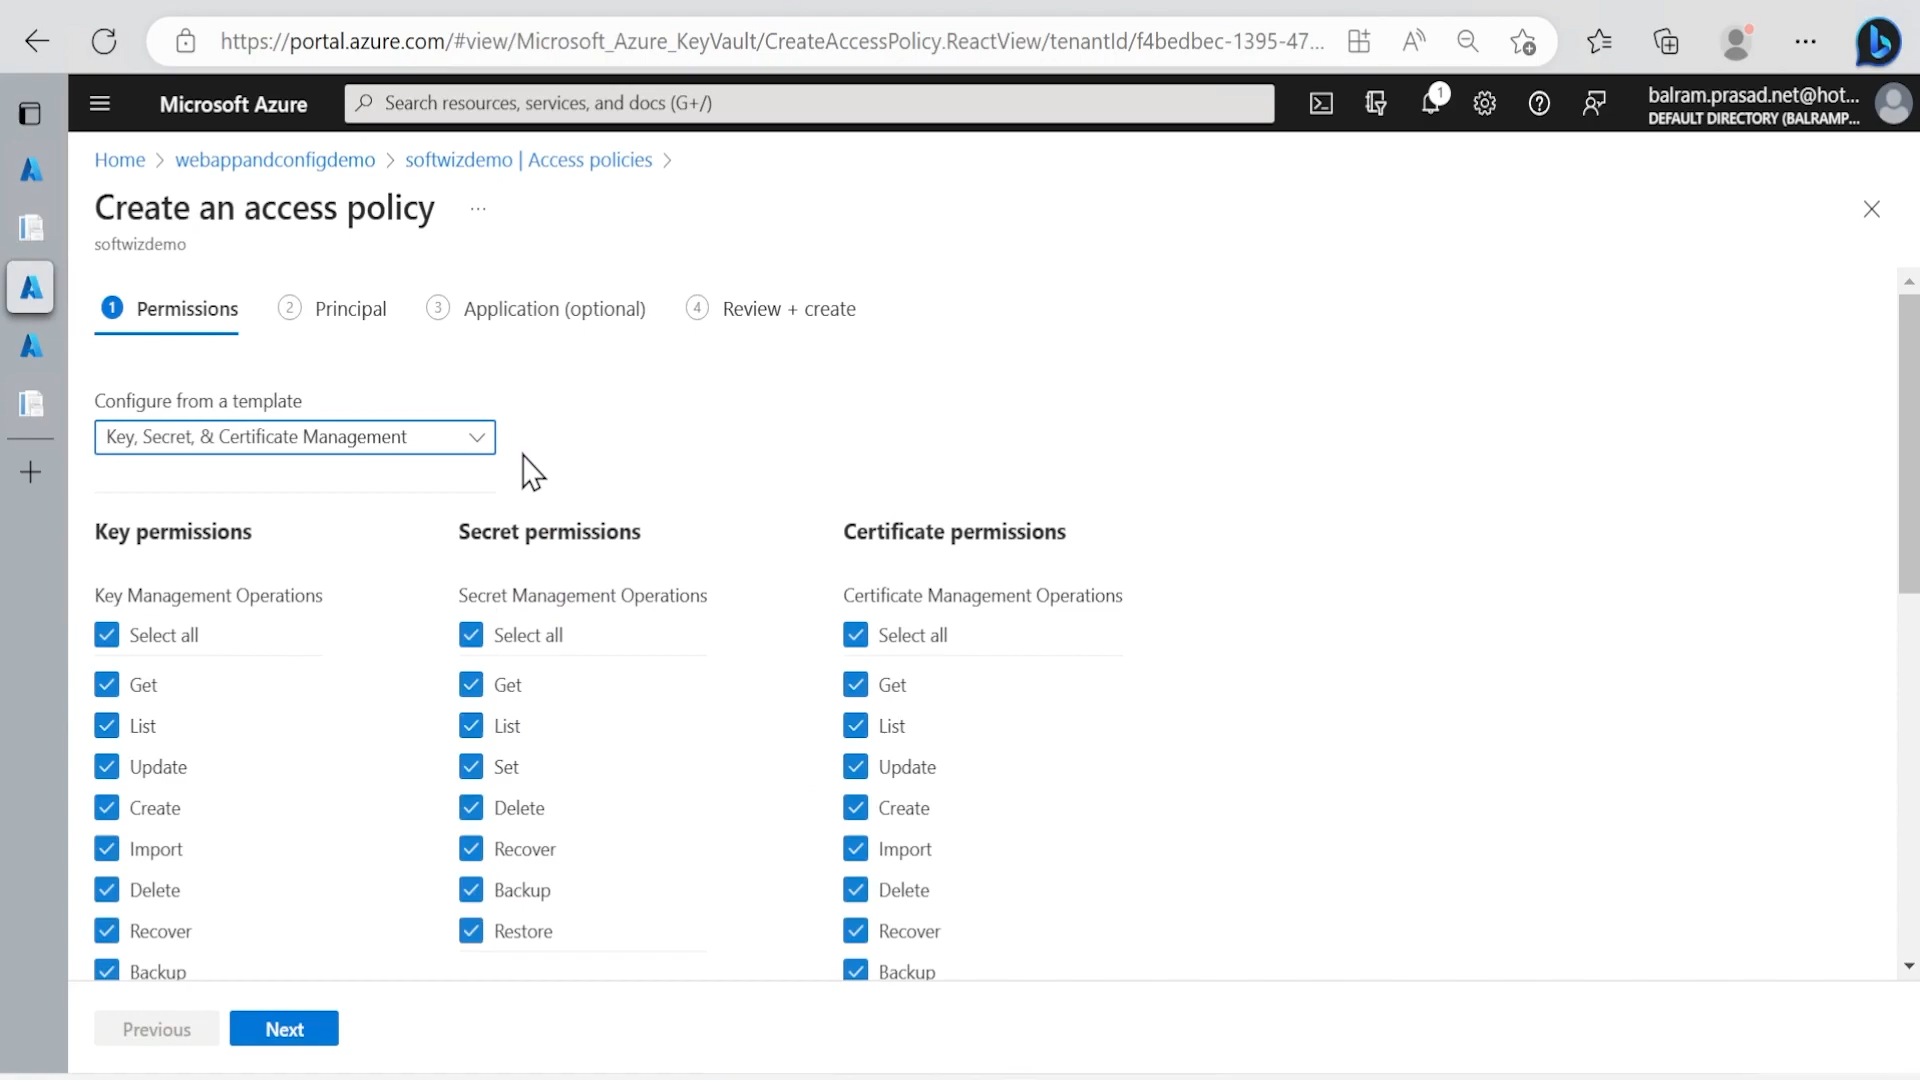 https://portal.azure.com/#view/Microsoft_Azure_KeyVault/CreateAccessPolicy.ReactView/tenantId/f4bedbec-1395-47...
Microsoft Azure
Search resources, services, and docs (G+/)
1
balram.prasad.net@hot...
DEFAULT DIRECTORY (BALRAMP...
Home > webappandconfigdemo > softwizdemo | Access policies >
Create an access policy ...
softwizdemo
1 Permissions 2 Principal 3 Application (optional) 4 Review + create
Configure from a template
Key, Secret, & Certificate Management
Key permissions Secret permissions Certificate permissions
Key Management Operations Secret Management Operations Certificate Management Operations
Select all Select all Select all
Get Get Get
List List List
Update Set Update
Create Delete Create
Import Recover Import
Delete Backup Delete
Recover Restore Recover
Backup Backup
Previous Next